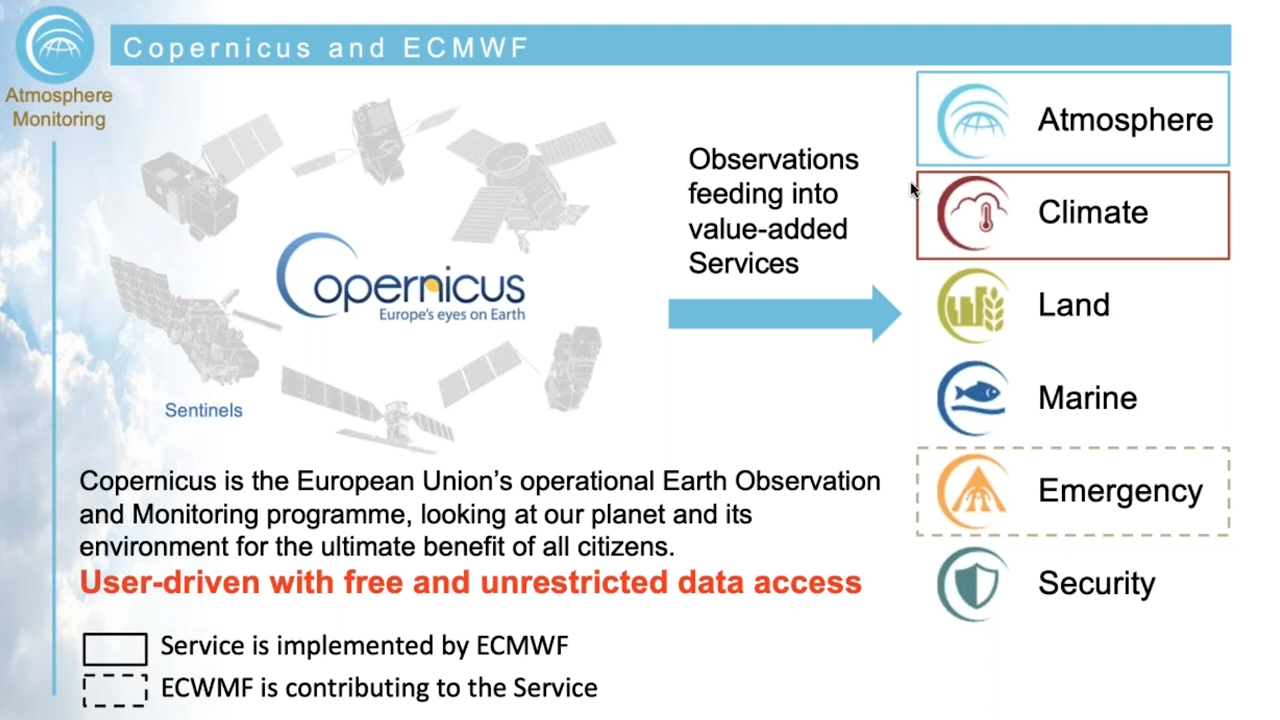 Copernicus and ECMWF
Atmosphere
Monitoring
Observations
feeding into
value-added
Services
Atmosphere
Climate
Land
Marine
Emergency
Security
Copernicus
Europe's eyes on Earth
Sentinels
Copernicus is the European Union's operational Earth Observation
and Monitoring programme, looking at our planet and its
environment for the ultimate benefit of all citizens.
User-driven with free and unrestricted data access
Service is implemented by ECMWF
ECWMF is contributing to the Service